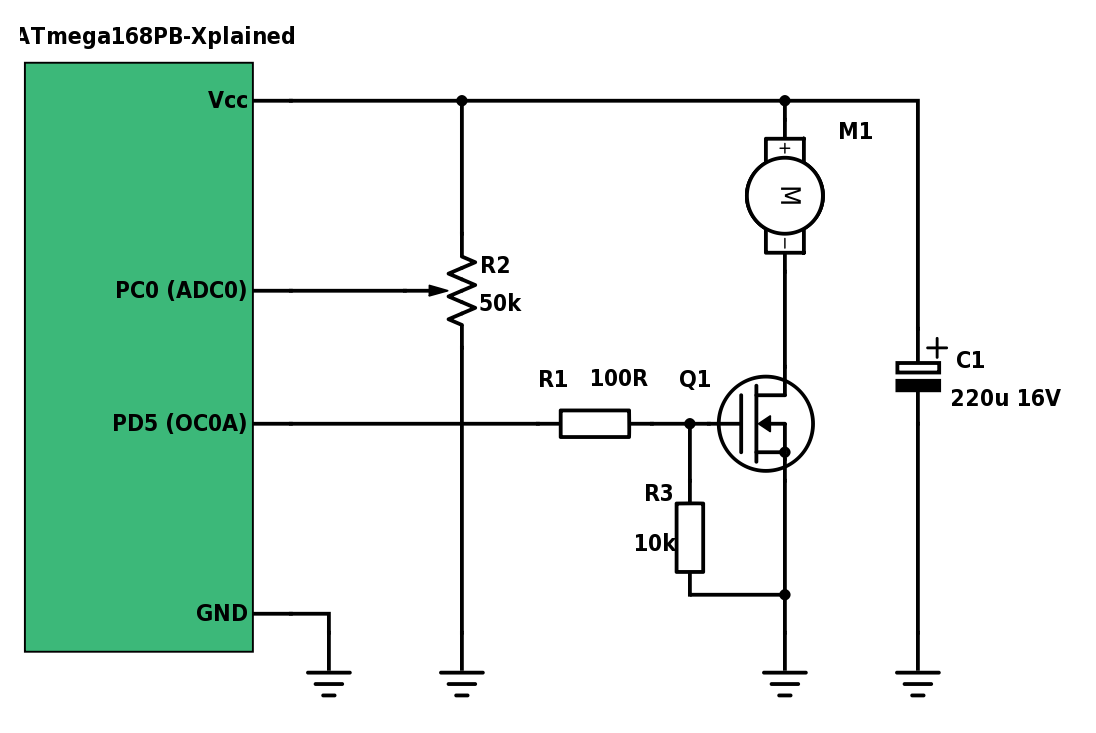 ATmega168PB-Xplained
Vcc
M1
+
M
–
R2
PC0 (ADC0)
50k
+
C1
R1 100R Q1
220u 16V
PD5 (OC0A)
R3
10k
GND